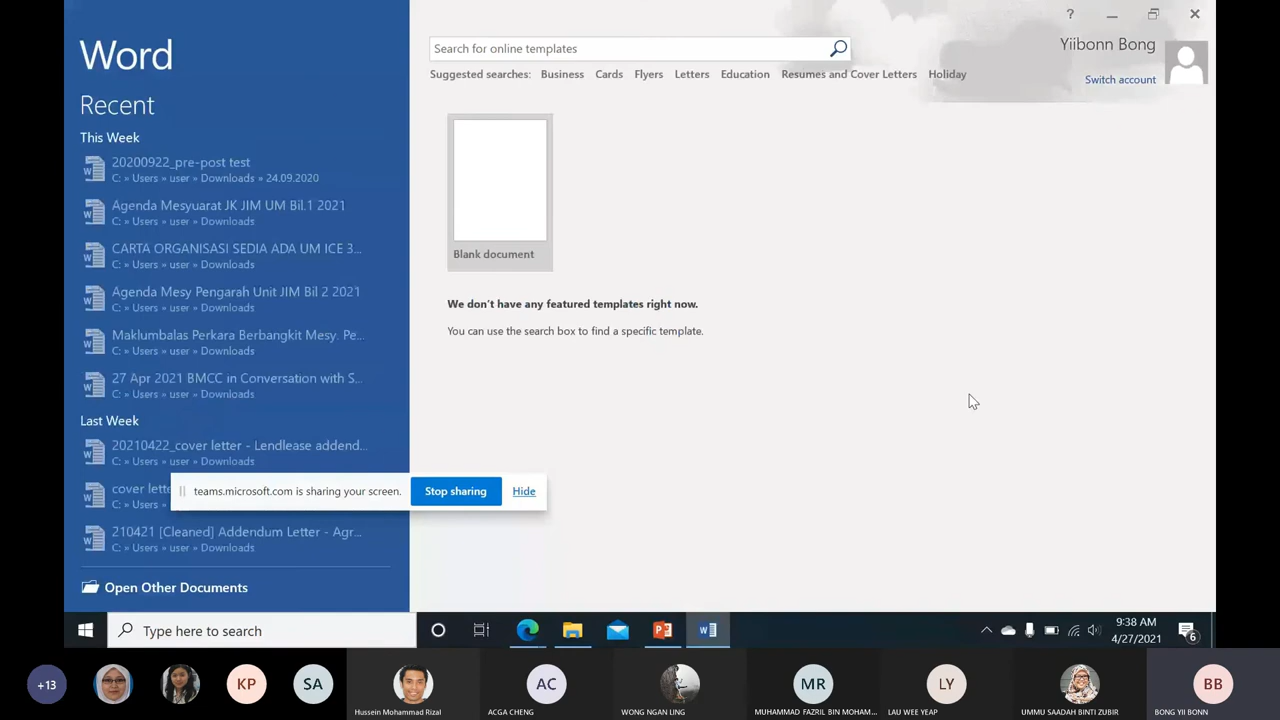 Word
Recent
This Week
20200922_pre-post test
C: » Users » user » Downloads » 24.09.2020
Agenda Mesyuarat JK JIM UM Bil.1 2021
C: » Users » user » Downloads
CARTA ORGANISASI SEDIA ADA UM ICE 3...
C: » Users » user » Downloads
Agenda Mesy Pengarah Unit JIM Bil 2 2021
C: » Users » user » Downloads
Maklumbalas Perkara Berbangkit Mesy. Pe...
C: » Users » user » Downloads
27 Apr 2021 BMCC in Conversation with S...
C: » Users » user » Downloads
Last Week
20210422_cover letter - Lendlease addend...
C: » Users » user » Downloads
cover lette
C: » Users
210421 [Cleaned] Addendum Letter - Agr...
C: » Users » user » Downloads
Open Other Documents
Search for online templates
Suggested searches: Business Cards Flyers Letters Education Resumes and Cover Letters Holiday
?
Yiibonn Bong
Switch account
Blank document
We don't have any featured templates right now.
You can use the search box to find a specific template.
teams.microsoft.com is sharing your screen. Stop sharing Hide
Type here to search
9:38 AM
4/27/2021
6
+13
KP
SA
Hussein Mohammad Rizal
AC
ACGA CHENG
WONG NGAN LING
MR
MUHAMMAD FAZRIL BIN MOHAM...
LY
LAU WEE YEAP
UMMU SAADAH BINTI ZUBIR
BB
BONG YII BONN